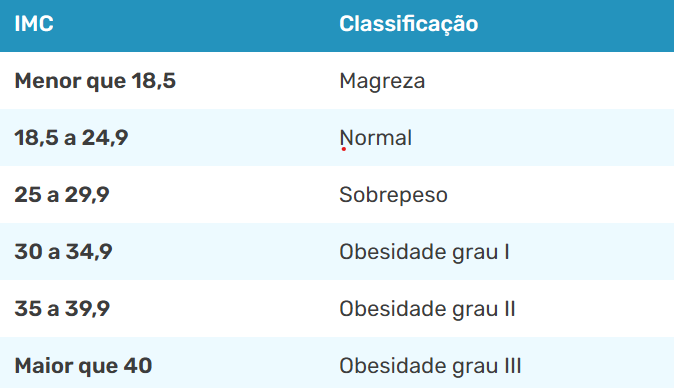 IMC Classificação
Menor que 18,5 Magreza
18,5 a 24,9 Normal
25 a 29,9 Sobrepeso
30 a 34,9 Obesidade grau I
35 a 39,9 Obesidade grau II
Maior que 40 Obesidade grau III